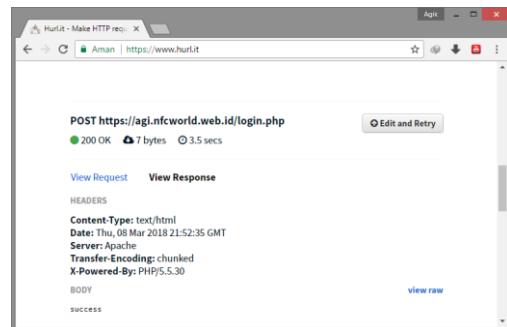 Agic
Hurl.it - Make HTTP requ
Aman | https://www.hurl.it
POST https://agi.nfcworld.web.id/login.php
Edit and Retry
200 OK 7 bytes 3.5 secs
View Request View Response
HEADERS
Content-Type: text/html
Date: Thu, 08 Mar 2018 21:52:35 GMT
Server: Apache
Transfer-Encoding: chunked
X-Powered-By: PHP/5.5.30
BODY view raw
success